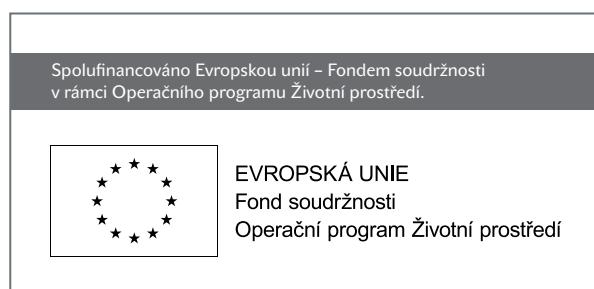 Spolufinancováno Evropskou unií – Fondem soudržnosti
v rámci Operačního programu Životní prostředí.
EVROPSKÁ UNIE
Fond soudržnosti
Operační program Životní prostředí